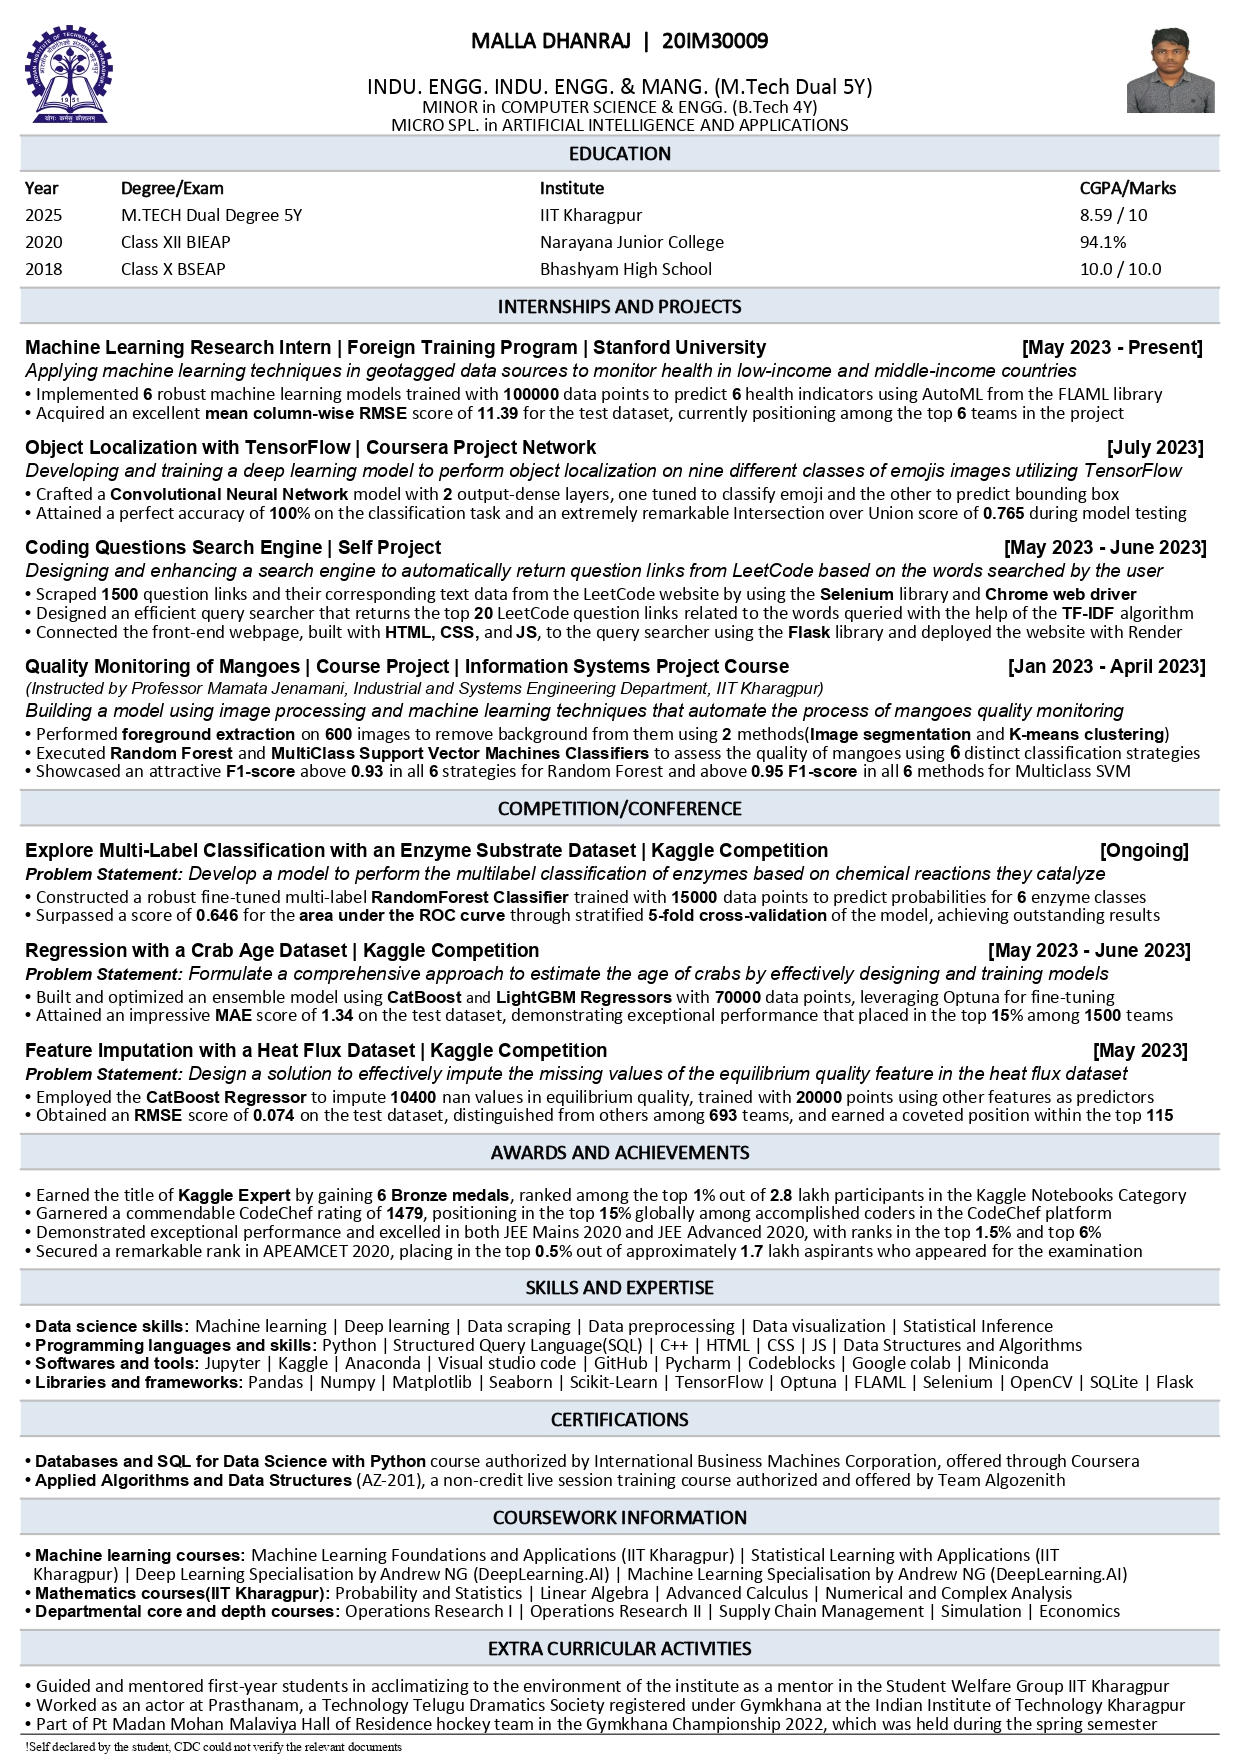 MALLA DHANRAJ | 20IM30009
INDU. ENGG. INDU. ENGG. & MANG. (M.Tech Dual 5Y)
MINOR in COMPUTER SCIENCE & ENGG. (B.Tech 4Y)
MICRO SPL. in ARTIFICIAL INTELLIGENCE AND APPLICATIONS
1951
योगः कर्मसु कौशलम्
EDUCATION
Year Degree/Exam Institute CGPA/Marks
2025 M.TECH Dual Degree 5Y IIT Kharagpur 8.59 / 10
2020 Class XII BIEAP Narayana Junior College 94.1%
2018 Class X BSEAP Bhashyam High School 10.0 / 10.0
INTERNSHIPS AND PROJECTS
Machine Learning Research Intern | Foreign Training Program | Stanford University [May 2023 - Present]
Applying machine learning techniques in geotagged data sources to monitor health in low-income and middle-income countries
• Implemented 6 robust machine learning models trained with 100000 data points to predict 6 health indicators using AutoML from the FLAML library
• Acquired an excellent mean column-wise RMSE score of 11.39 for the test dataset, currently positioning among the top 6 teams in the project
Object Localization with TensorFlow | Coursera Project Network [July 2023]
Developing and training a deep learning model to perform object localization on nine different classes of emojis images utilizing TensorFlow
• Crafted a Convolutional Neural Network model with 2 output-dense layers, one tuned to classify emoji and the other to predict bounding box
• Attained a perfect accuracy of 100% on the classification task and an extremely remarkable Intersection over Union score of 0.765 during model testing
Coding Questions Search Engine | Self Project [May 2023 - June 2023]
Designing and enhancing a search engine to automatically return question links from LeetCode based on the words searched by the user
• Scraped 1500 question links and their corresponding text data from the LeetCode website by using the Selenium library and Chrome web driver
• Designed an efficient query searcher that returns the top 20 LeetCode question links related to the words queried with the help of the TF-IDF algorithm
• Connected the front-end webpage, built with HTML, CSS, and JS, to the query searcher using the Flask library and deployed the website with Render
Quality Monitoring of Mangoes | Course Project | Information Systems Project Course [Jan 2023 - April 2023]
(Instructed by Professor Mamata Jenamani, Industrial and Systems Engineering Department, IIT Kharagpur)
Building a model using image processing and machine learning techniques that automate the process of mangoes quality monitoring
• Performed foreground extraction on 600 images to remove background from them using 2 methods(Image segmentation and K-means clustering)
• Executed Random Forest and MultiClass Support Vector Machines Classifiers to assess the quality of mangoes using 6 distinct classification strategies
• Showcased an attractive F1-score above 0.93 in all 6 strategies for Random Forest and above 0.95 F1-score in all 6 methods for Multiclass SVM
COMPETITION/CONFERENCE
Explore Multi-Label Classification with an Enzyme Substrate Dataset | Kaggle Competition [Ongoing]
Problem Statement: Develop a model to perform the multilabel classification of enzymes based on chemical reactions they catalyze
• Constructed a robust fine-tuned multi-label RandomForest Classifier trained with 15000 data points to predict probabilities for 6 enzyme classes
• Surpassed a score of 0.646 for the area under the ROC curve through stratified 5-fold cross-validation of the model, achieving outstanding results
Regression with a Crab Age Dataset | Kaggle Competition [May 2023 - June 2023]
Problem Statement: Formulate a comprehensive approach to estimate the age of crabs by effectively designing and training models
• Built and optimized an ensemble model using CatBoost and LightGBM Regressors with 70000 data points, leveraging Optuna for fine-tuning
• Attained an impressive MAE score of 1.34 on the test dataset, demonstrating exceptional performance that placed in the top 15% among 1500 teams
Feature Imputation with a Heat Flux Dataset | Kaggle Competition [May 2023]
Problem Statement: Design a solution to effectively impute the missing values of the equilibrium quality feature in the heat flux dataset
• Employed the CatBoost Regressor to impute 10400 nan values in equilibrium quality, trained with 20000 points using other features as predictors
• Obtained an RMSE score of 0.074 on the test dataset, distinguished from others among 693 teams, and earned a coveted position within the top 115
AWARDS AND ACHIEVEMENTS
• Earned the title of Kaggle Expert by gaining 6 Bronze medals, ranked among the top 1% out of 2.8 lakh participants in the Kaggle Notebooks Category
• Garnered a commendable CodeChef rating of 1479, positioning in the top 15% globally among accomplished coders in the CodeChef platform
• Demonstrated exceptional performance and excelled in both JEE Mains 2020 and JEE Advanced 2020, with ranks in the top 1.5% and top 6%
• Secured a remarkable rank in APEAMCET 2020, placing in the top 0.5% out of approximately 1.7 lakh aspirants who appeared for the examination
SKILLS AND EXPERTISE
• Data science skills: Machine learning | Deep learning | Data scraping | Data preprocessing | Data visualization | Statistical Inference
• Programming languages and skills: Python | Structured Query Language(SQL) | C++ | HTML | CSS | JS | Data Structures and Algorithms
• Softwares and tools: Jupyter | Kaggle | Anaconda | Visual studio code | GitHub | Pycharm | Codeblocks | Google colab | Miniconda
• Libraries and frameworks: Pandas | Numpy | Matplotlib | Seaborn | Scikit-Learn | TensorFlow | Optuna | FLAML | Selenium | OpenCV | SQLite | Flask
CERTIFICATIONS
• Databases and SQL for Data Science with Python course authorized by International Business Machines Corporation, offered through Coursera
• Applied Algorithms and Data Structures (AZ-201), a non-credit live session training course authorized and offered by Team Algozenith
COURSEWORK INFORMATION
• Machine learning courses: Machine Learning Foundations and Applications (IIT Kharagpur) | Statistical Learning with Applications (IIT
Kharagpur) | Deep Learning Specialisation by Andrew NG (DeepLearning.AI) | Machine Learning Specialisation by Andrew NG (DeepLearning.AI)
• Mathematics courses(IIT Kharagpur): Probability and Statistics | Linear Algebra | Advanced Calculus | Numerical and Complex Analysis
• Departmental core and depth courses: Operations Research I | Operations Research II | Supply Chain Management | Simulation | Economics
EXTRA CURRICULAR ACTIVITIES
• Guided and mentored first-year students in acclimatizing to the environment of the institute as a mentor in the Student Welfare Group IIT Kharagpur
• Worked as an actor at Prasthanam, a Technology Telugu Dramatics Society registered under Gymkhana at the Indian Institute of Technology Kharagpur
• Part of Pt Madan Mohan Malaviya Hall of Residence hockey team in the Gymkhana Championship 2022, which was held during the spring semester
!Self declared by the student, CDC could not verify the relevant documents